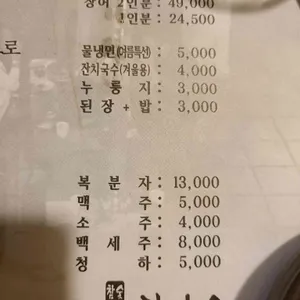 장어 2인분: 49,000
1인분: 24,500
로
물냉면(여름특선): 5,000
잔치국수(겨울용): 4,000
누룽지: 3,000
된장+밥: 3,000
복분자: 13,000
맥주: 5,000
소주: 4,000
백세주: 8,000
청하: 5,000
참숯